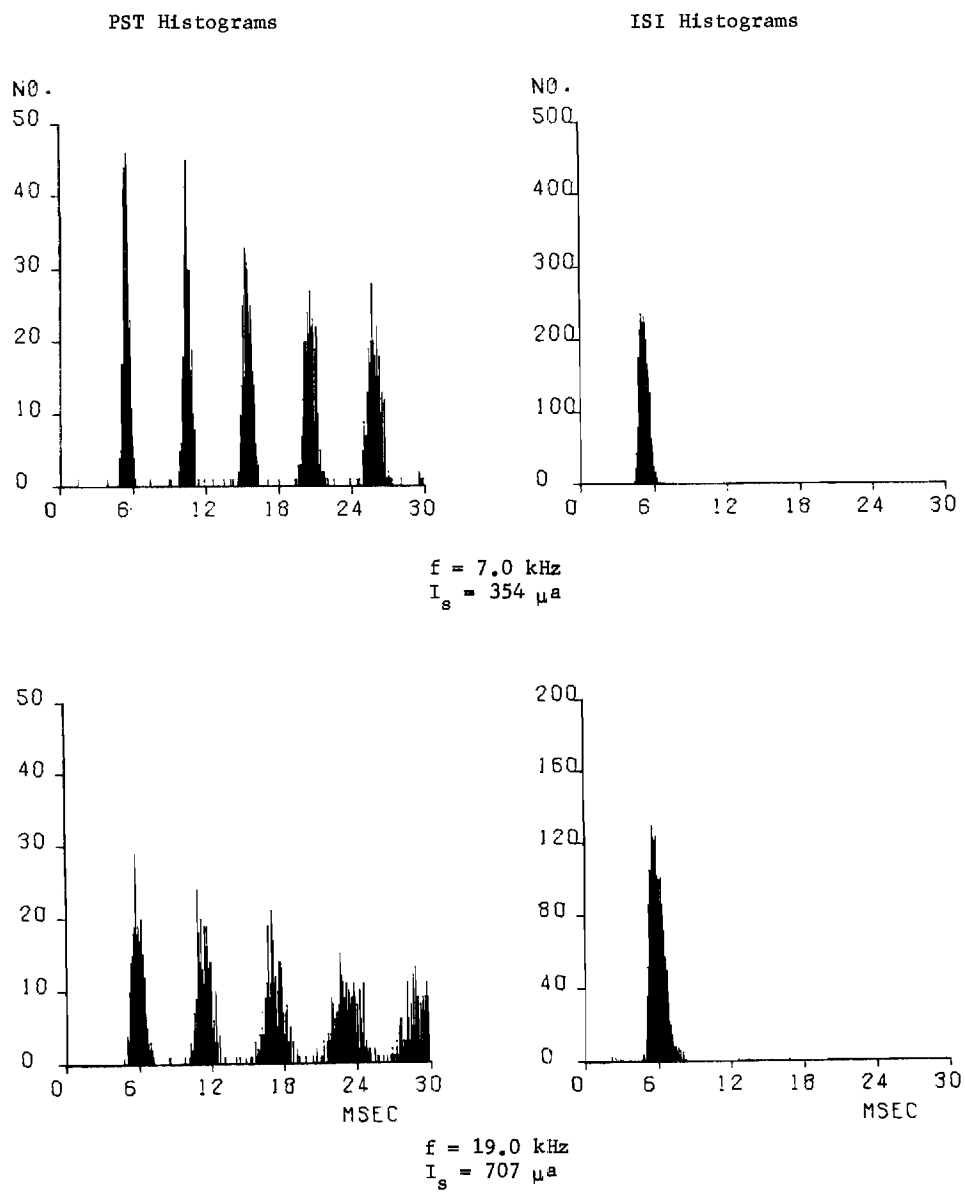 PST Histograms
ISI Histograms
NO.
50
40
30
20
10
0
0 6 12 18 24 30
NO.
500
400
300
200
100
0
0 6 12 18 24 30
f = 7.0 kHz
I_s = 354 μa
50
40
30
20
10
0
0 6 12 18 24 30
MSEC
200
160
120
80
40
0
0 6 12 18 24 30
MSEC
f = 19.0 kHz
I_s = 707 μa